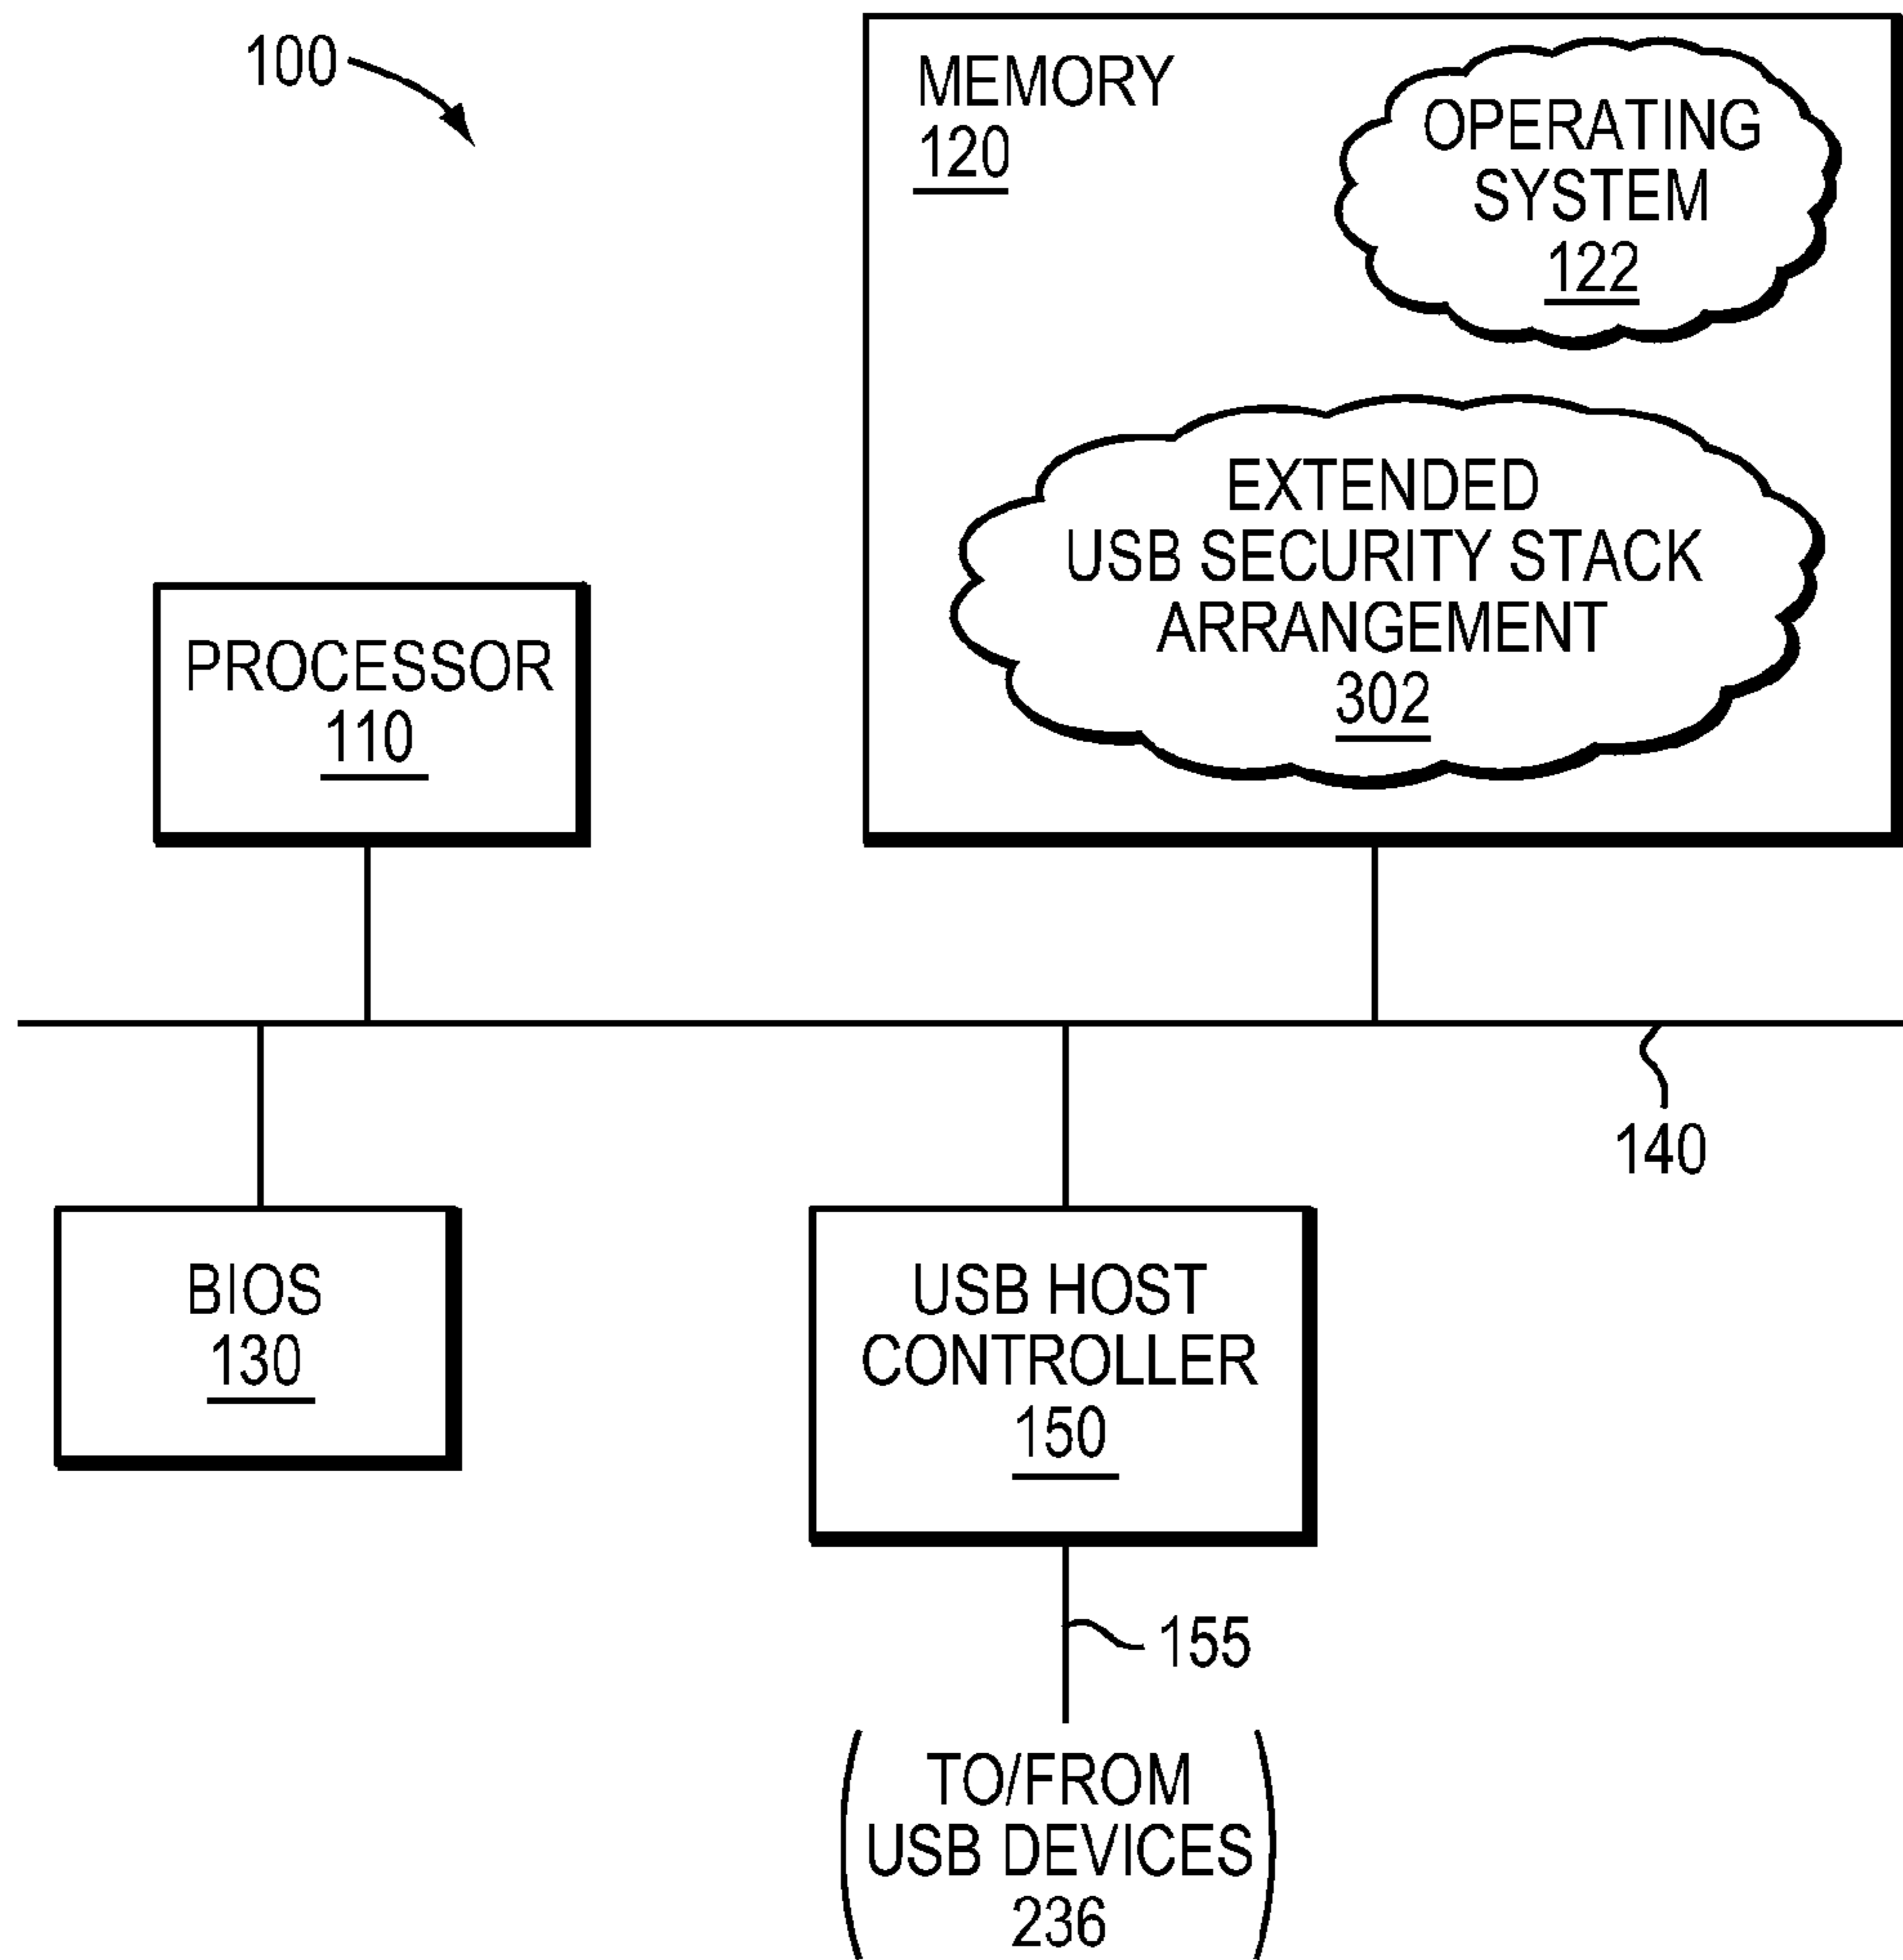 100
MEMORY
120
OPERATING
SYSTEM
122
EXTENDED
USB SECURITY STACK
ARRANGEMENT
302
PROCESSOR
110
140
BIOS
130
USB HOST
CONTROLLER
150
155
TO/FROM
USB DEVICES
236